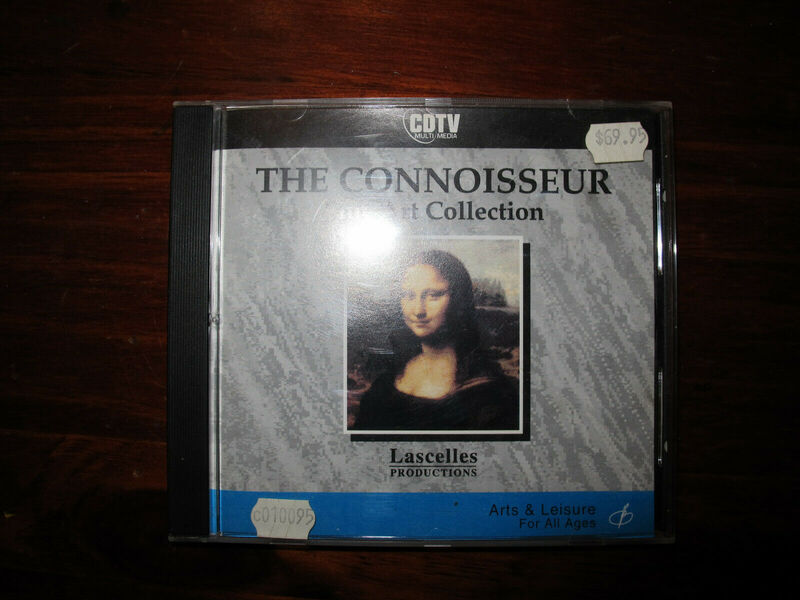 CDTV
MULTI MEDIA
$69.95
THE CONNOISSEUR
Art Collection
Lascelles
PRODUCTIONS
c010095
Arts & Leisure
For All Ages